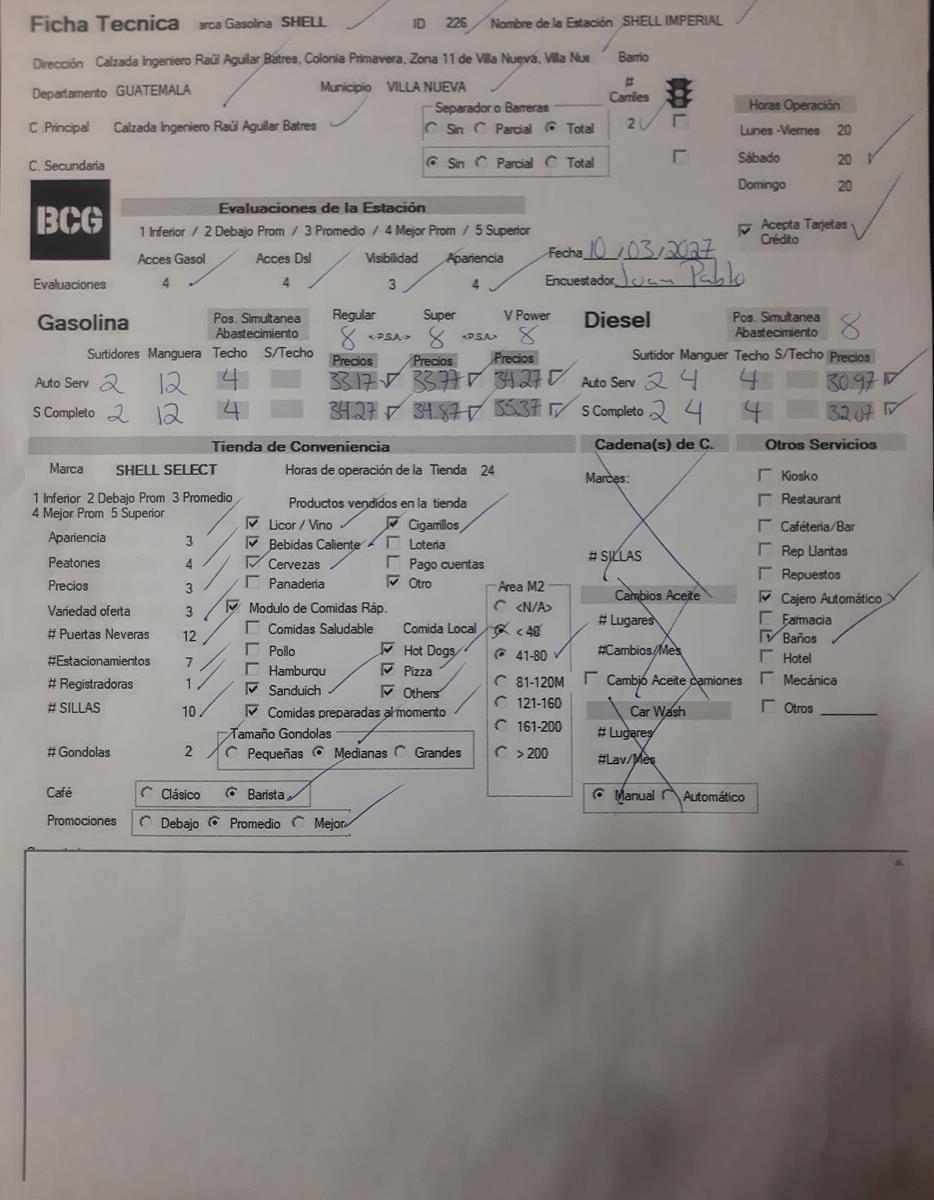 Ficha Tecnica arca Gasolina SHELL ID 226 Nombre de la Estación SHELL IMPERIAL
Dirección Calzada Ingeniero Raúl Aguilar Batres, Colonia Primavera, Zona 11 de Villa Nueva, Villa Nue Barrio
Departamento GUATEMALA Municipio VILLA NUEVA # Carriles
Separador o Barreras Horas Operación
C .Principal Calzada Ingeniero Raúl Aguilar Batres Sin Parcial Total 2 Lunes -Viernes 20
Sábado 20
C. Secundaria Sin Parcial Total
Domingo 20
BCG Evaluaciones de la Estación
1 Inferior / 2 Debajo Prom / 3 Promedio / 4 Mejor Prom / 5 Superior Acepta Tarjetas Crédito
Acces Gasol Acces Dsl Visibilidad Apariencia Fecha 10/03/2027
Evaluaciones 4 4 3 4 Encuestador Juan Pablo
Gasolina Pos. Simultanea Abastecimiento Regular Super V Power Diesel Pos. Simultanea Abastecimiento 8
8 <-P.S.A.-> 8 <-P.S.A.-> 8
Surtidores Manguera Techo S/Techo Precios Precios Precios Surtidor Manguer Techo S/Techo Precios
Auto Serv 2 12 4 33.17 33.77 34.27 Auto Serv 2 4 4 30.97
S Completo 2 12 4 34.27 34.87 35.37 S Completo 2 4 4 32.07
Tienda de Conveniencia Cadena(s) de C. Otros Servicios
Marca SHELL SELECT Horas de operación de la Tienda 24 Marcas: Kiosko
1 Inferior 2 Debajo Prom 3 Promedio Productos vendidos en la tienda Restaurant
4 Mejor Prom 5 Superior Licor / Vino Cigarrillos Caféteria/Bar
Apariencia 3 Bebidas Caliente Loteria Rep Llantas
Peatones 4 Cervezas Pago cuentas # SILLAS Repuestos
Precios 3 Panaderia Otro Area M2 Cambios Aceite Cajero Automático
Variedad oferta 3 Modulo de Comidas Ráp. <N/A> # Lugares Farmacia
# Puertas Neveras 12 Comidas Saludable Comida Local < 40 Baños
#Estacionamientos 7 Pollo Hot Dogs 41-80 #Cambios/Mes Hotel
# Registradoras 1 Hamburqu Pizza 81-120M Cambio Aceite camiones Mecánica
# SILLAS 10 Sanduich Others 121-160 Car Wash Otros
Comidas preparadas al momento 161-200 # Lugares
# Gondolas 2 Tamaño Gondolas
Pequeñas Medianas Grandes > 200 #Lav/Mes
Café Clásico Barista Manual Automático
Promociones Debajo Promedio Mejor